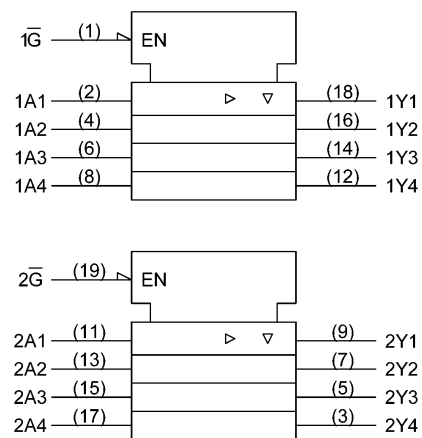 1G̅ (1) EN
1A1 (2) (18) 1Y1
1A2 (4) (16) 1Y2
1A3 (6) (14) 1Y3
1A4 (8) (12) 1Y4
2G̅ (19) EN
2A1 (11) (9) 2Y1
2A2 (13) (7) 2Y2
2A3 (15) (5) 2Y3
2A4 (17) (3) 2Y4